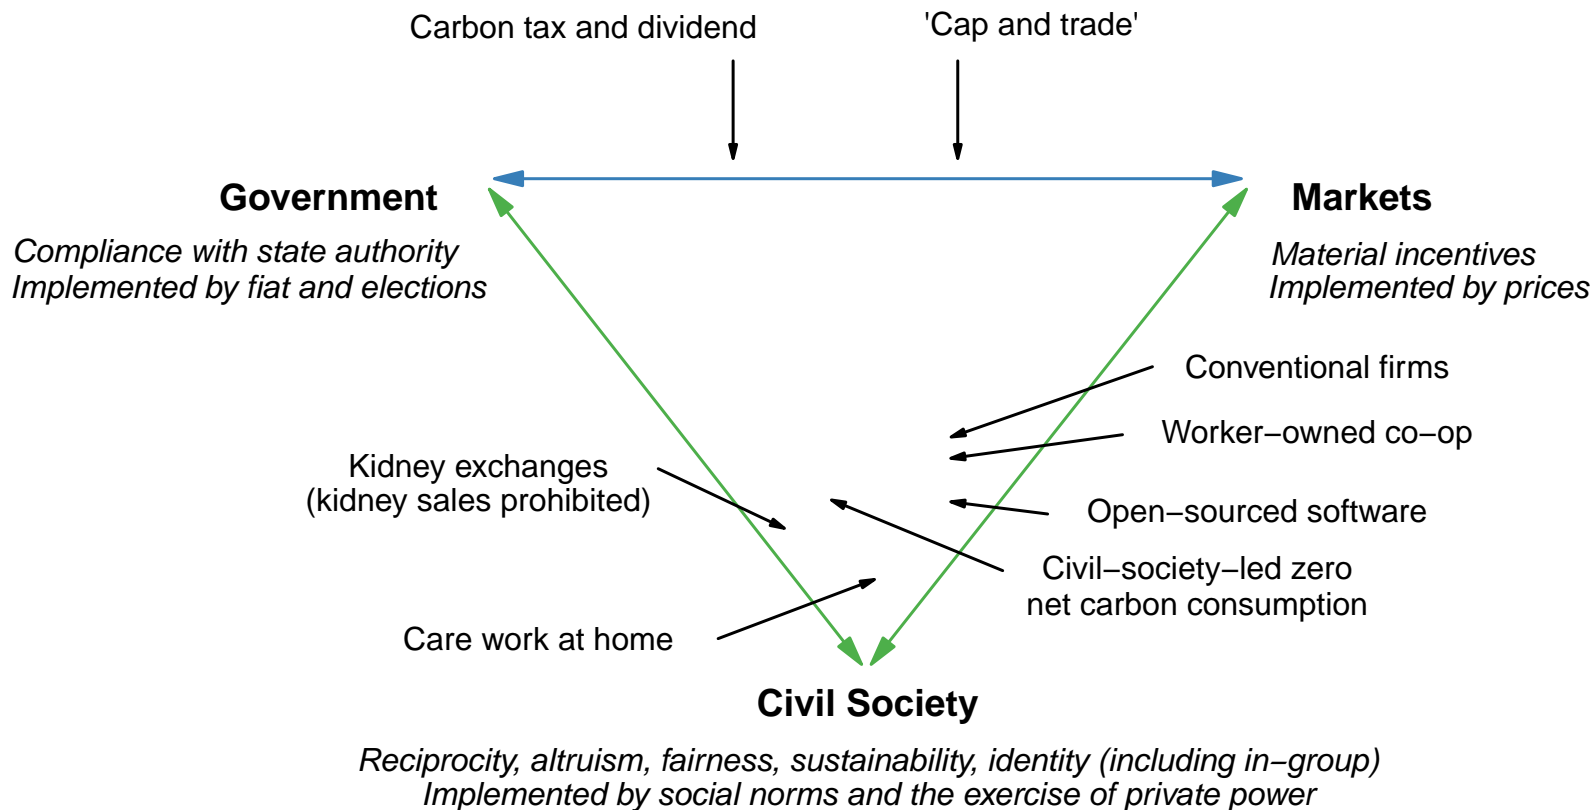 Carbon tax and dividend
'Cap and trade'
Government
Markets
Compliance with state authority
Implemented by fiat and elections
Material incentives
Implemented by prices
Conventional firms
Worker–owned co–op
Kidney exchanges
(kidney sales prohibited)
Open–sourced software
Civil–society–led zero
net carbon consumption
Care work at home
Civil Society
Reciprocity, altruism, fairness, sustainability, identity (including in–group)
Implemented by social norms and the exercise of private power